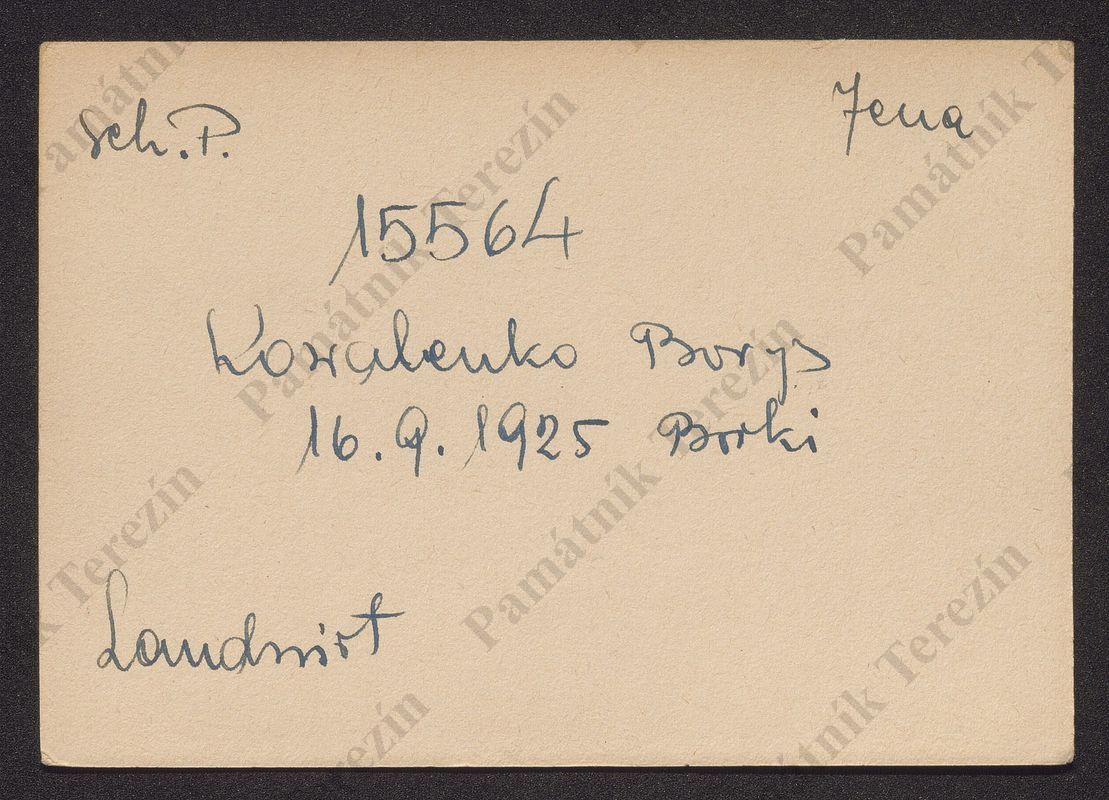 sch. P. Jena
15564
Kowalenko Borys
16. 9. 1925 Borki
Landwirt
Památník Terezín